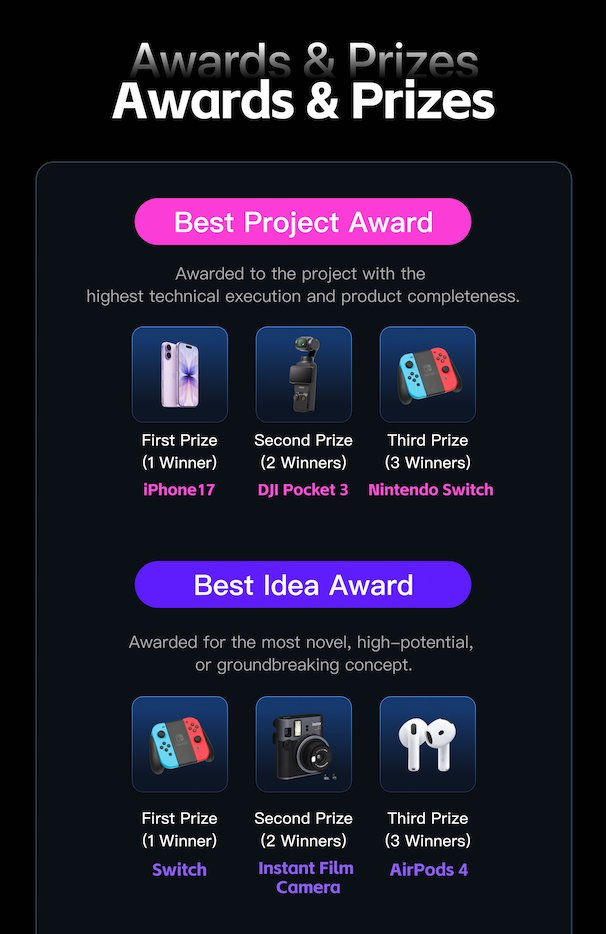 Awards & Prizes
Awards & Prizes
Best Project Award
Awarded to the project with the
highest technical execution and product completeness.
First Prize
(1 Winner)
iPhone17
Second Prize
(2 Winners)
DJI Pocket 3
Third Prize
(3 Winners)
Nintendo Switch
Best Idea Award
Awarded for the most novel, high-potential,
or groundbreaking concept.
First Prize
(1 Winner)
Switch
Second Prize
(2 Winners)
Instant Film
Camera
Third Prize
(3 Winners)
AirPods 4